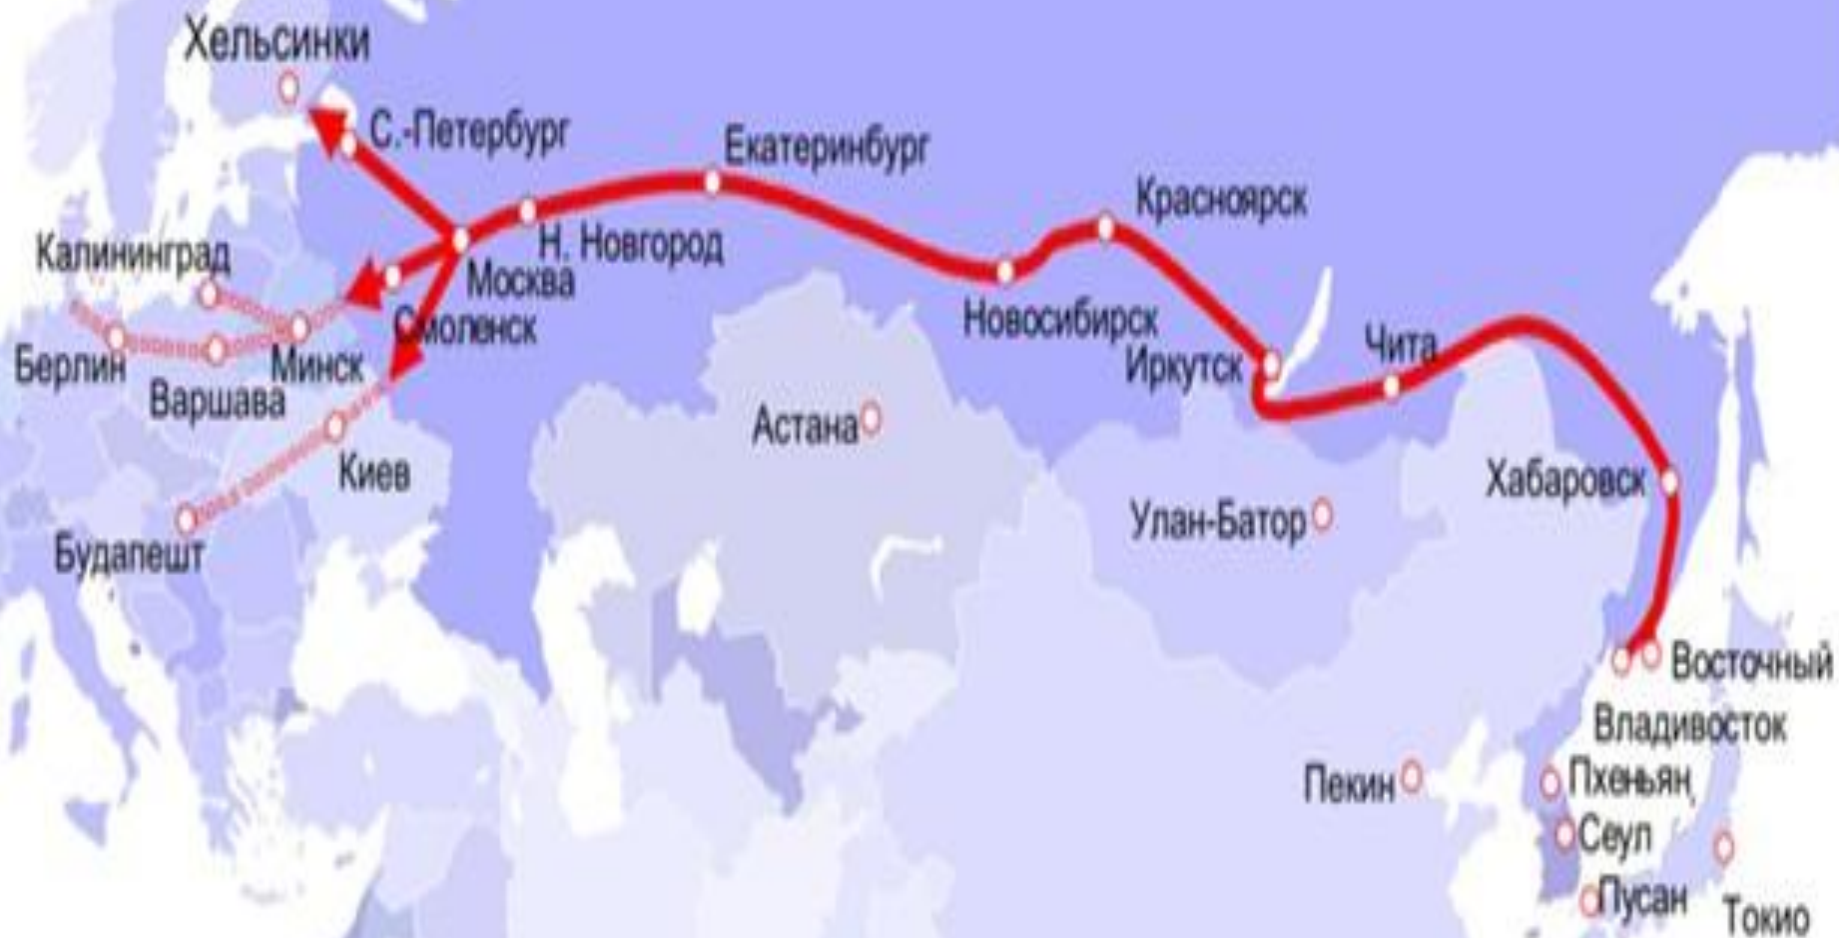 Хельсинки
С.-Петербург
Екатеринбург
Красноярск
Калининград
Н. Новгород
Москва
Смоленск
Новосибирск
Чита
Берлин
Минск
Иркутск
Варшава
Астана
Киев
Хабаровск
Улан-Батор
Будапешт
Восточный
Владивосток
Пекин
Пхеньян,
Сеул
Пусан
Токио